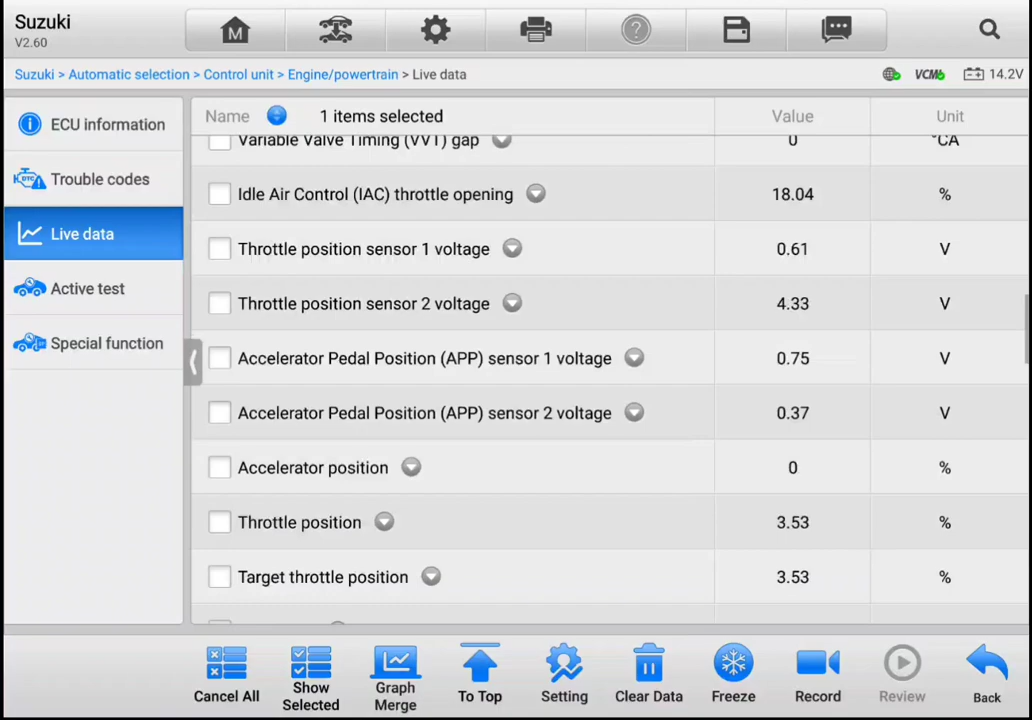 Suzuki
V2.60
M
?
Suzuki > Automatic selection > Control unit > Engine/powertrain > Live data
VCMI
14.2V
ECU information
DTC
Trouble codes
Live data
Active test
Special function
Name 1 items selected Value Unit
Variable Valve Timing (VVT) gap 0 °CA
Idle Air Control (IAC) throttle opening 18.04 %
Throttle position sensor 1 voltage 0.61 V
Throttle position sensor 2 voltage 4.33 V
Accelerator Pedal Position (APP) sensor 1 voltage 0.75 V
Accelerator Pedal Position (APP) sensor 2 voltage 0.37 V
Accelerator position 0 %
Throttle position 3.53 %
Target throttle position 3.53 %
Cancel All
Show
Selected
Graph
Merge
To Top
Setting
Clear Data
Freeze
Record
Review
Back